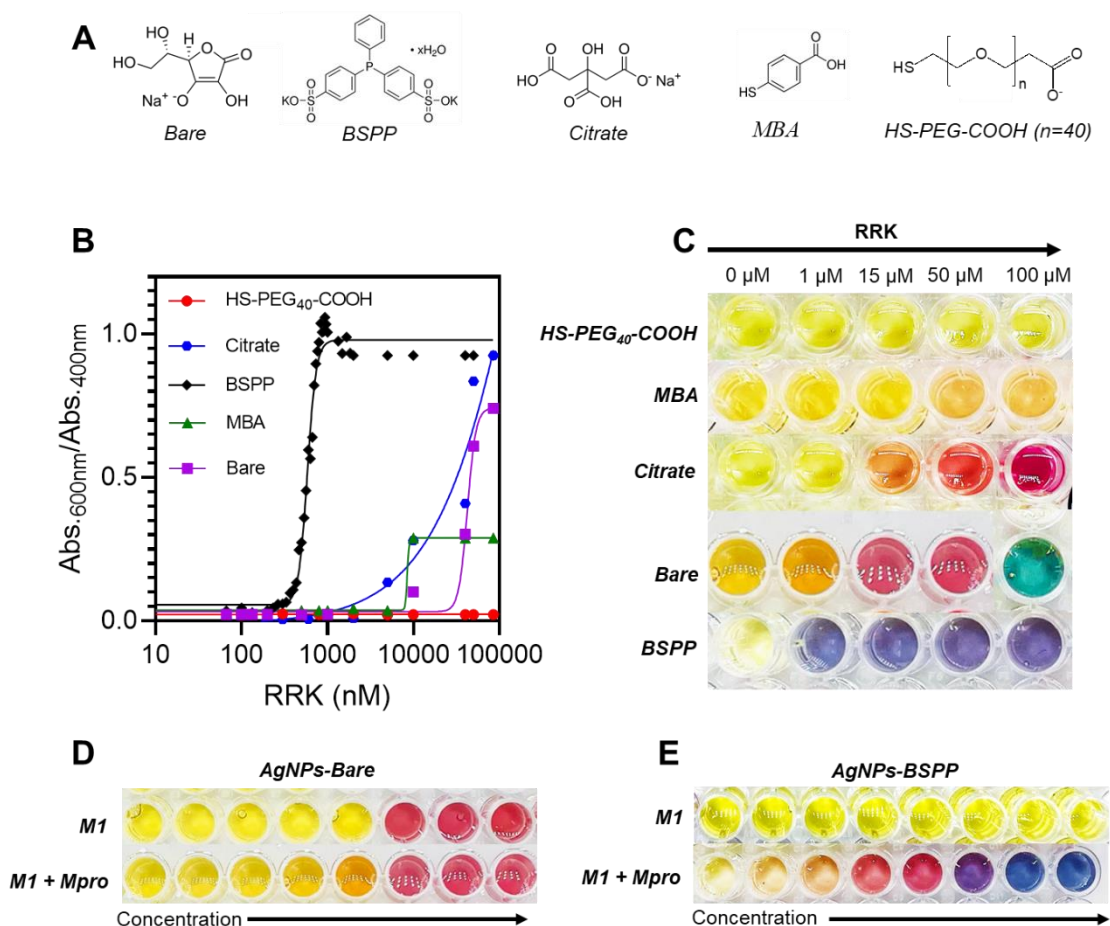 A
HO
OH
H
O
O
Na⁺ ⁻O
OH
Bare
P
• xH₂O
KO-S
O
O
S-OK
O
O
BSPP
O
OH
O
OH
O⁻ Na⁺
O
OH
Citrate
O
OH
HS
MBA
HS
O
n
O
O⁻
HS-PEG-COOH (n=40)
B
Abs.600nm/Abs.400nm
1.0
0.5
0.0
HS-PEG₄₀-COOH
Citrate
BSPP
MBA
Bare
10
100
1000
10000
100000
RRK (nM)
C
RRK
0 µM
1 µM
15 µM
50 µM
100 µM
HS-PEG₄₀-COOH
MBA
Citrate
Bare
BSPP
D
AgNPs-Bare
M1
M1 + Mpro
Concentration
E
AgNPs-BSPP
M1
M1 + Mpro
Concentration